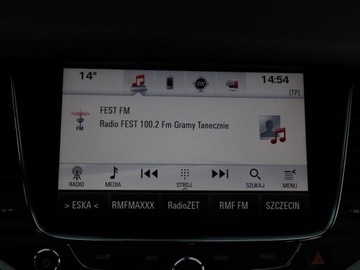 14°
14:54
[TP]
FEST FM
Radio FEST 100.2 Fm Gramy Tanecznie
FM
RADIO
MEDIA
STROJ.
SZUKAJ
MENU
> ESKA <
RMFMAXXX
RadioZET
RMF FM
SZCZECIN